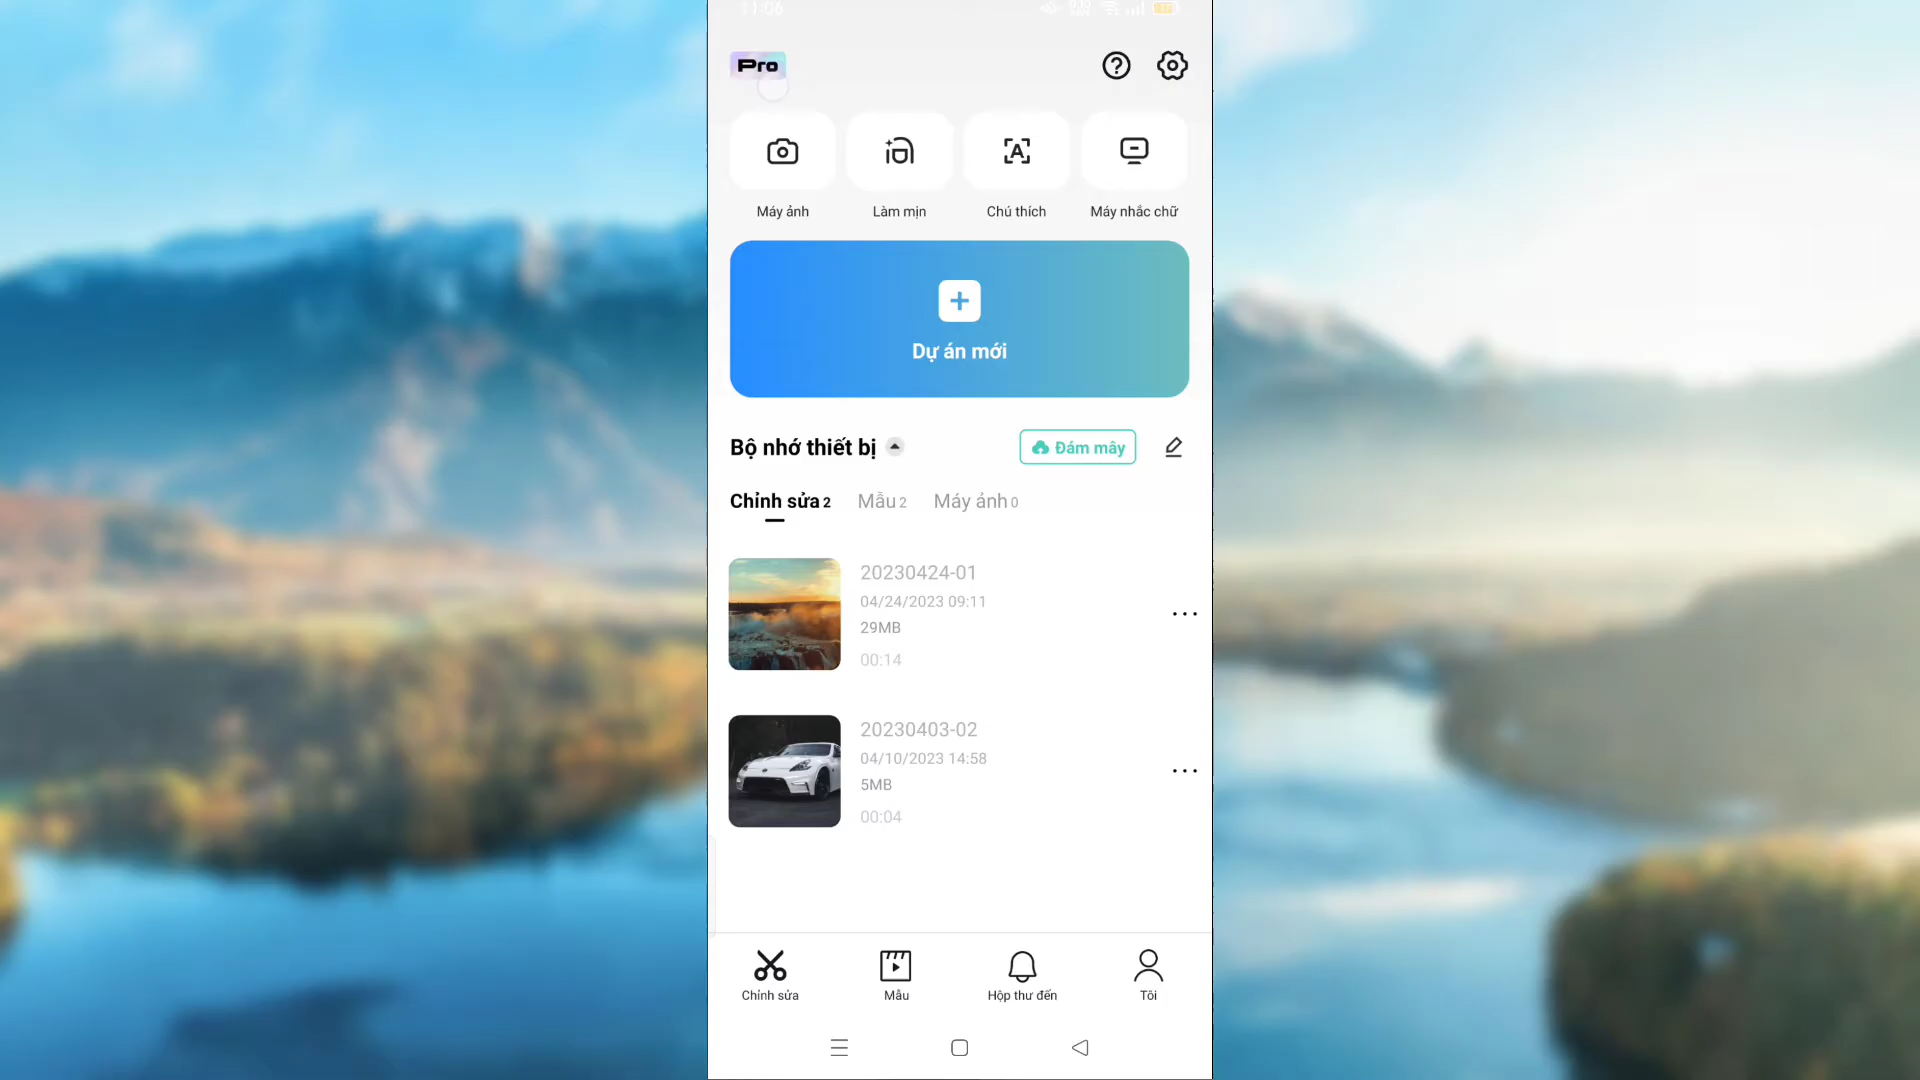 11:06
Pro
Máy ảnh
Làm mịn
Chú thích
Máy nhắc chữ
Dự án mới
Bộ nhớ thiết bị
Đám mây
Chỉnh sửa 2
Mẫu 2
Máy ảnh 0
20230424-01
04/24/2023 09:11
29MB
00:14
20230403-02
04/10/2023 14:58
5MB
00:04
Chỉnh sửa
Mẫu
Hộp thư đến
Tôi